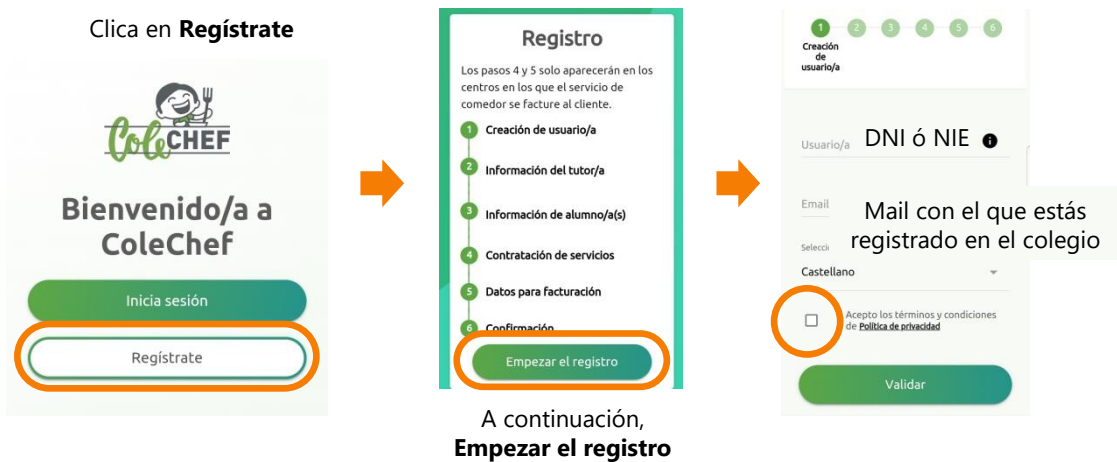 Clica en Regístrate
ColeCHEF
Bienvenido/a a
ColeChef
Inicia sesión
Regístrate
Registro
Los pasos 4 y 5 solo aparecerán en los
centros en los que el servicio de
comedor se facture al cliente.
1 Creación de usuario/a
2 Información del tutor/a
3 Información de alumno/a(s)
4 Contratación de servicios
5 Datos para facturación
6 Confirmación
Empezar el registro
A continuación,
Empezar el registro
1 2 3 4 5 6
Creación
de
usuario/a
Usuario/a DNI ó NIE i
Email
Mail con el que estás
registrado en el colegio
Castellano
Acepto los términos y condiciones
de Política de privacidad
Validar